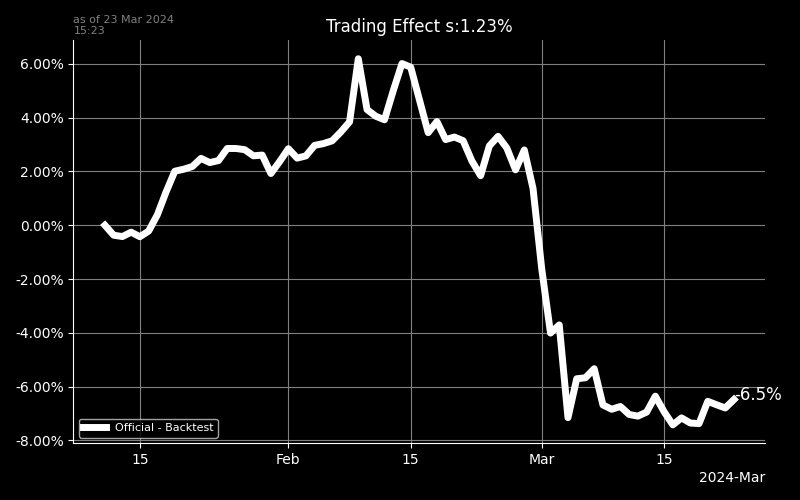 as of 23 Mar 2024
15:23
Trading Effect s:1.23%
6.00%
4.00%
2.00%
0.00%
-2.00%
-4.00%
-6.00%
-8.00%
-6.5%
Official - Backtest
15
Feb
15
Mar
15
2024-Mar